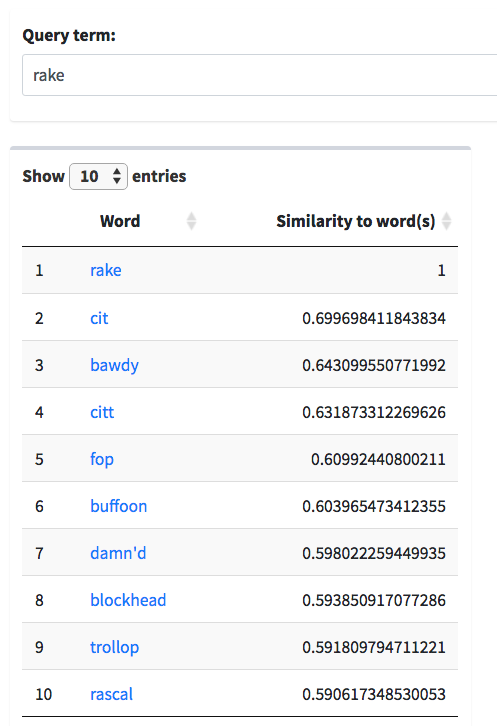 Query term:
rake
Show 10 entries
Word Similarity to word(s)
1 rake 1
2 cit 0.699698411843834
3 bawdy 0.643099550771992
4 citt 0.631873312269626
5 fop 0.60992440800211
6 buffoon 0.603965473412355
7 damn'd 0.598022259449935
8 blockhead 0.593850917077286
9 trollop 0.591809794711221
10 rascal 0.590617348530053